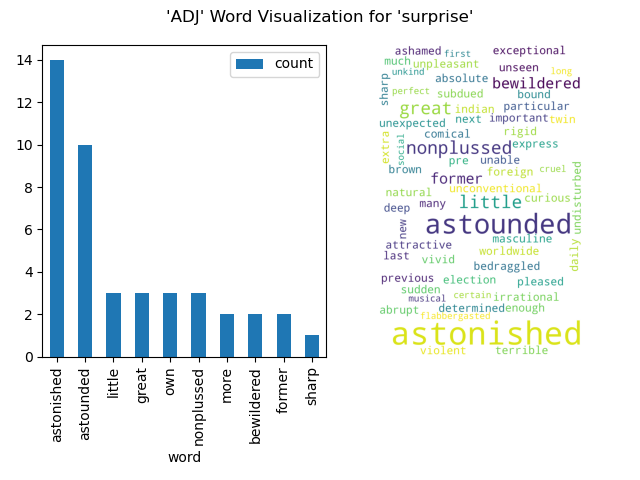 'ADJ' Word Visualization for 'surprise'
count
14
12
10
8
6
4
2
0
astonished
astounded
little
great
own
nonplussed
more
bewildered
former
sharp
word
ashamed first exceptional
much unpleasant unseen long
unkind absolute bewildered
sharp perfect subdued bound
great indian particular
unexpected next important twin
comical rigid
extra social nonplussed express
pre unable
brown former foreign cruel
natural unconventional
deep many little curious undisturbed
new astounded
attractive masculine
last vivid worldwide daily
bedraggled
previous election pleased
sudden
musical certain irrational
abrupt determined enough
flabbergasted
astonished
violent terrible